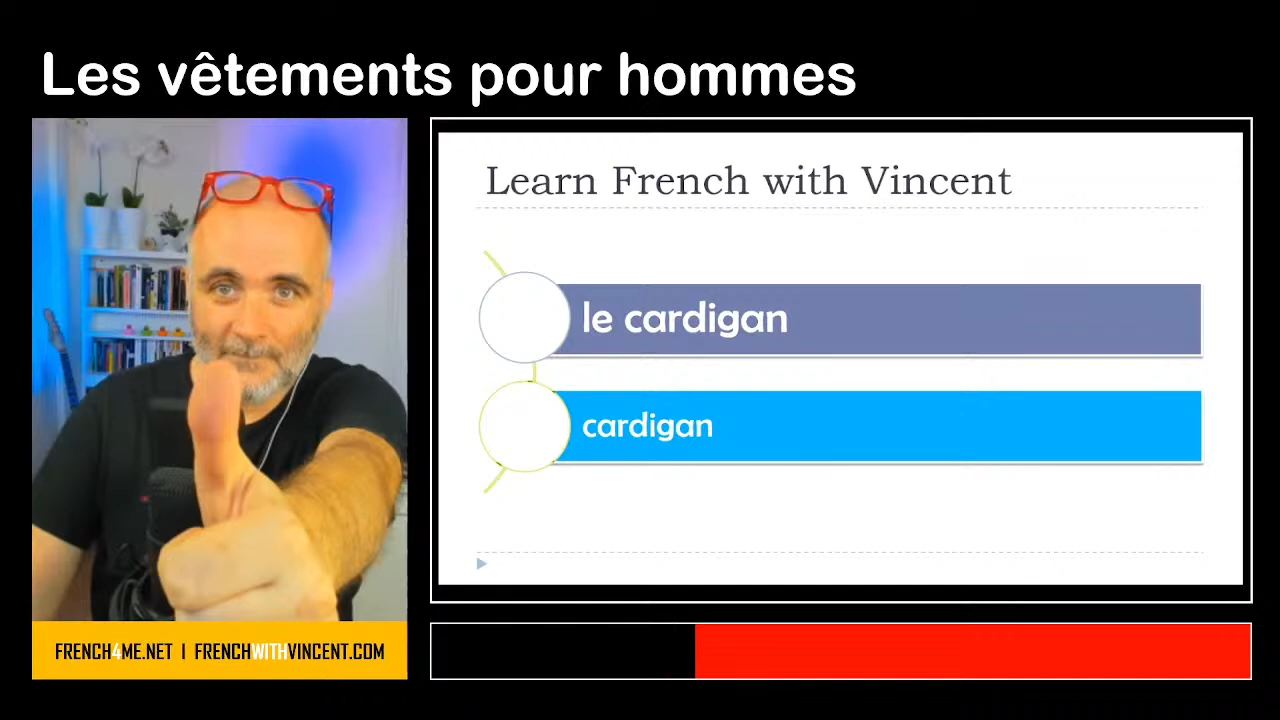 Les vêtements pour hommes
Learn French with Vincent
le cardigan
cardigan
FRENCH4ME.NET I FRENCHWITHVINCENT.COM